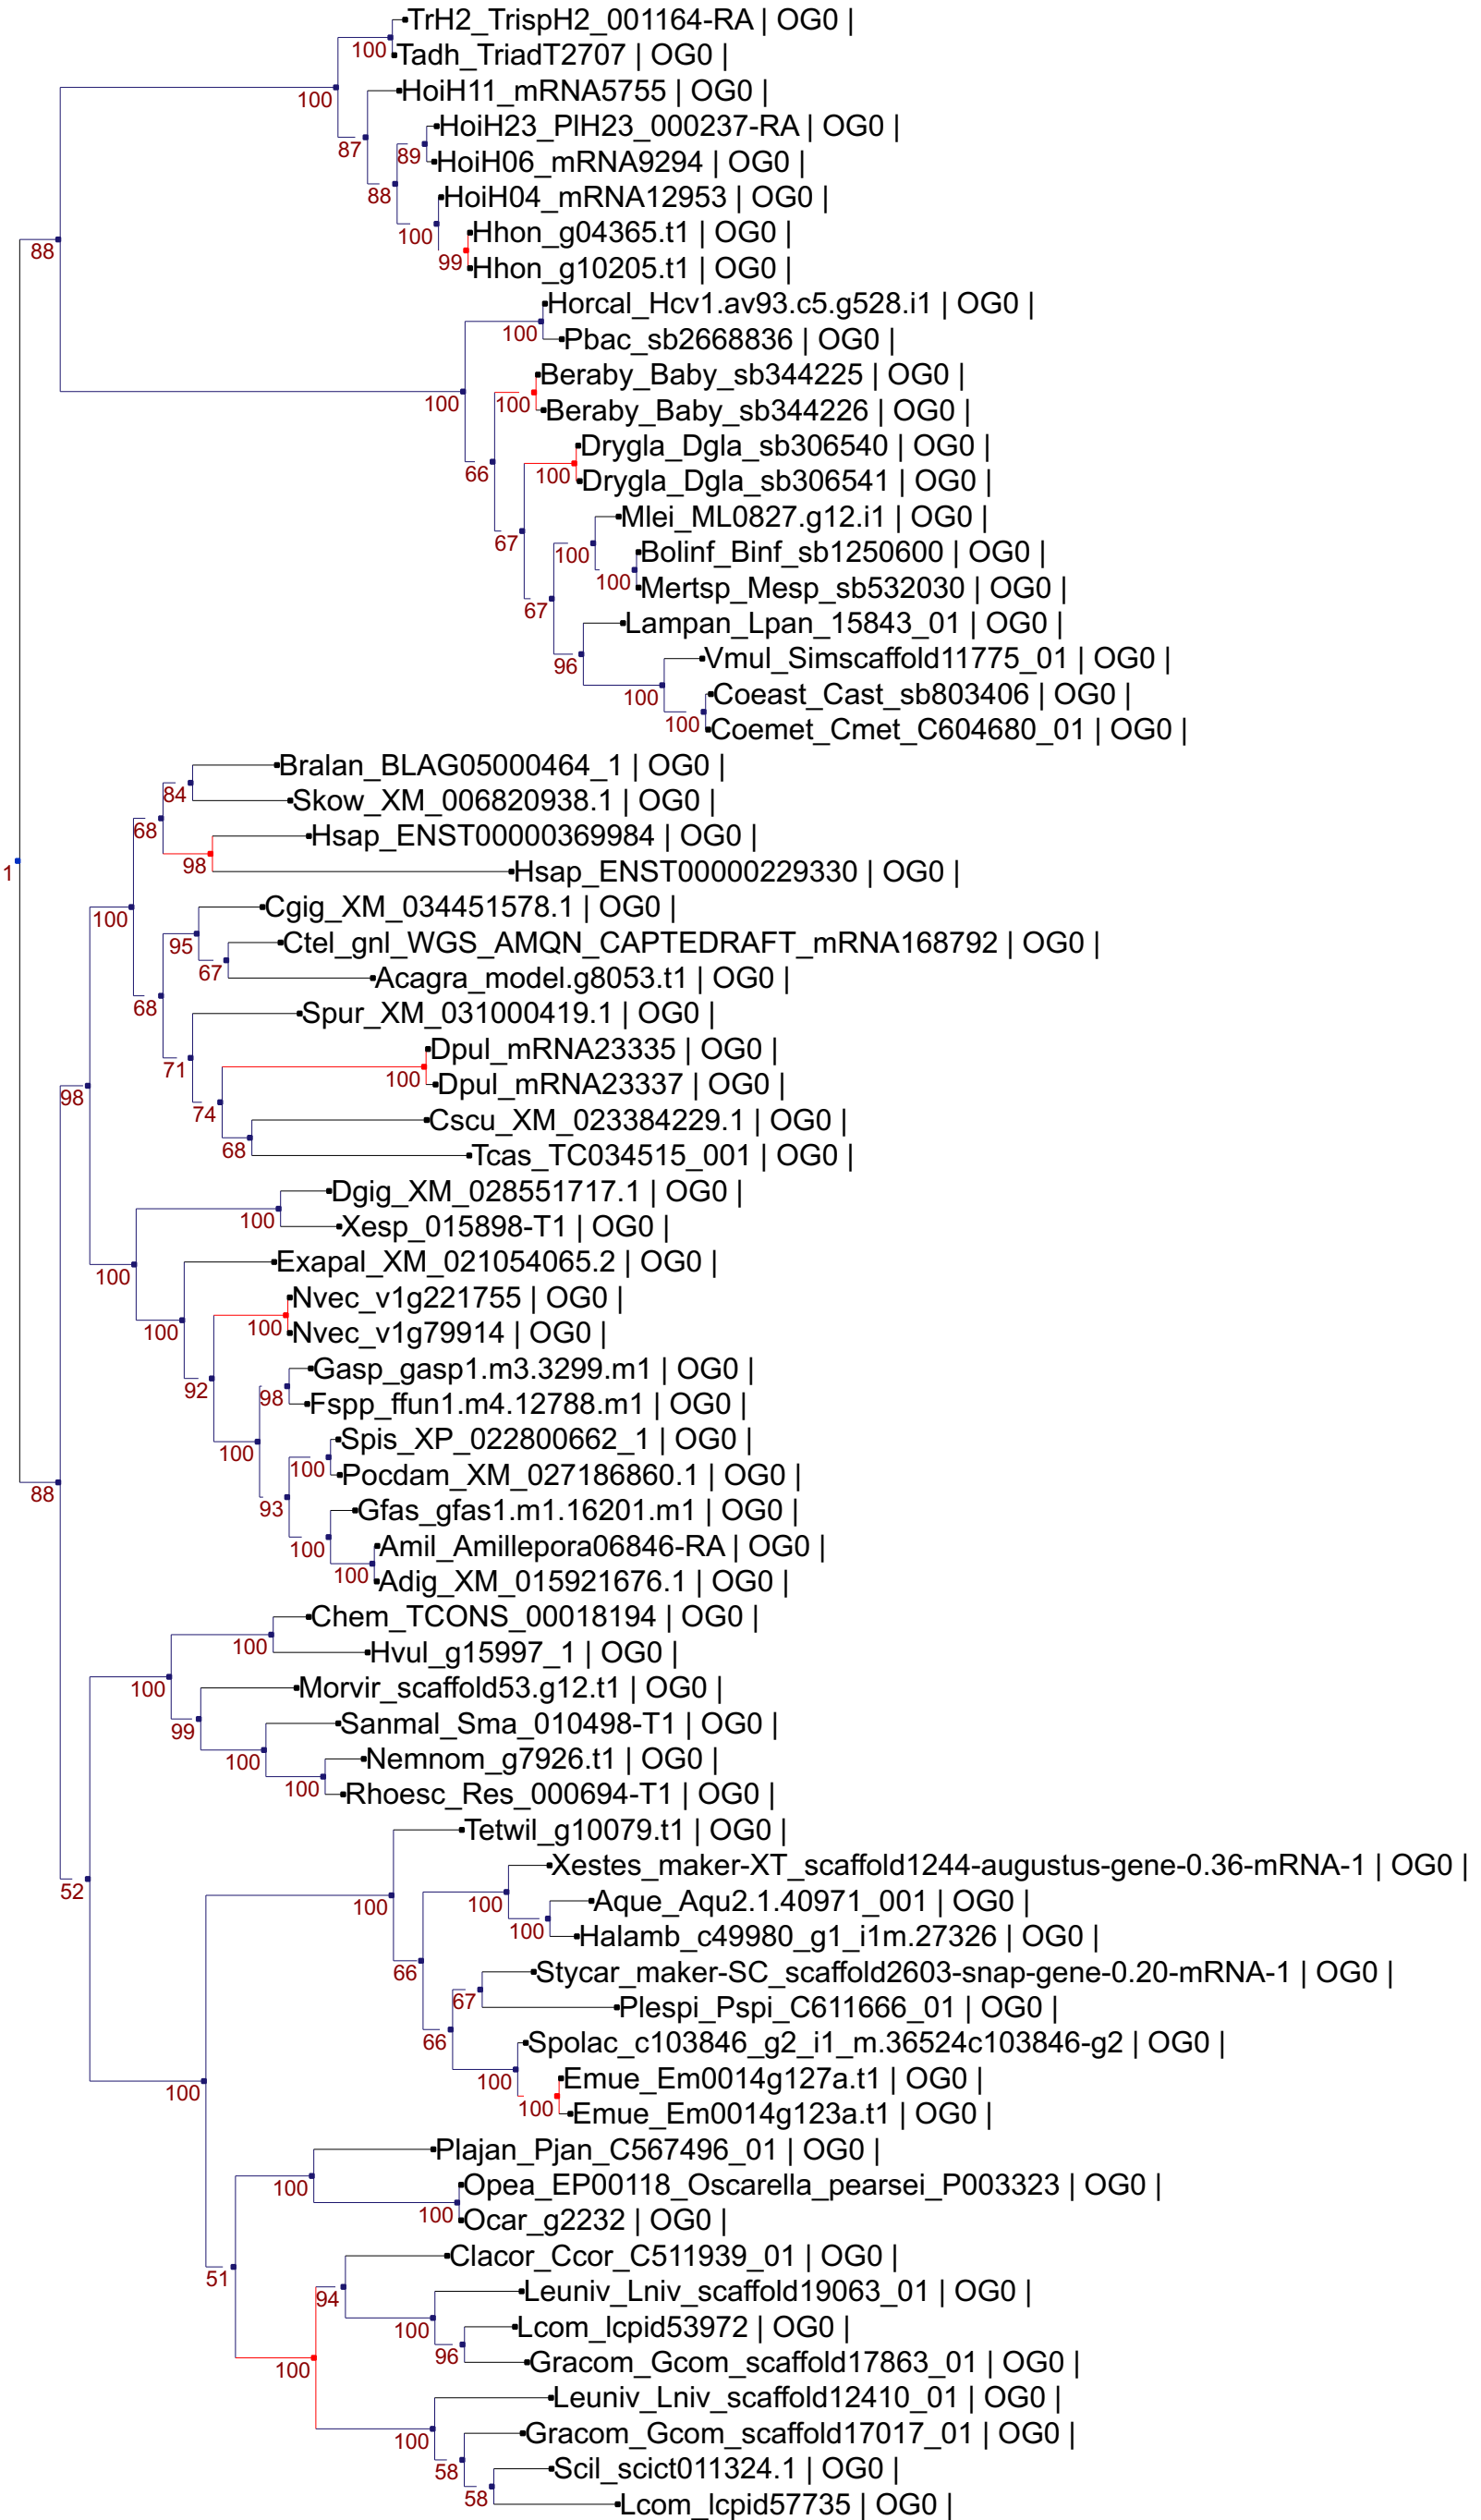 TrH2_TrispH2_001164-RA | OG0 |
100
Tadh_TriadT2707 | OG0 |
100
HoiH11_mRNA5755 | OG0 |
HoiH23_PlH23_000237-RA | OG0 |
87
89
HoiH06_mRNA9294 | OG0 |
88
HoiH04_mRNA12953 | OG0 |
100
Hhon_g04365.t1 | OG0 |
88
99
Hhon_g10205.t1 | OG0 |
Horcal_Hcv1.av93.c5.g528.i1 | OG0 |
100
Pbac_sb2668836 | OG0 |
Beraby_Baby_sb344225 | OG0 |
100
100
Beraby_Baby_sb344226 | OG0 |
Drygla_Dgla_sb306540 | OG0 |
66
100
Drygla_Dgla_sb306541 | OG0 |
Mlei_ML0827.g12.i1 | OG0 |
67
100
Bolinf_Binf_sb1250600 | OG0 |
100
Mertsp_Mesp_sb532030 | OG0 |
67
Lampan_Lpan_15843_01 | OG0 |
96
Vmul_Simscaffold11775_01 | OG0 |
100
Coeast_Cast_sb803406 | OG0 |
100
Coemet_Cmet_C604680_01 | OG0 |
Bralan_BLAG05000464_1 | OG0 |
84
Skow_XM_006820938.1 | OG0 |
68
Hsap_ENST00000369984 | OG0 |
1
98
Hsap_ENST00000229330 | OG0 |
Cgig_XM_034451578.1 | OG0 |
100
95
Ctel_gnl_WGS_AMQN_CAPTEDRAFT_mRNA168792 | OG0 |
67
Acagra_model.g8053.t1 | OG0 |
68
Spur_XM_031000419.1 | OG0 |
Dpul_mRNA23335 | OG0 |
71
100
Dpul_mRNA23337 | OG0 |
98
74
Cscu_XM_023384229.1 | OG0 |
68
Tcas_TC034515_001 | OG0 |
Dgig_XM_028551717.1 | OG0 |
100
Xesp_015898-T1 | OG0 |
Exapal_XM_021054065.2 | OG0 |
100
Nvec_v1g221755 | OG0 |
100
100
Nvec_v1g79914 | OG0 |
Gasp_gasp1.m3.3299.m1 | OG0 |
92
98
Fspp_ffun1.m4.12788.m1 | OG0 |
Spis_XP_022800662_1 | OG0 |
100
100
Pocdam_XM_027186860.1 | OG0 |
88
93
Gfas_gfas1.m1.16201.m1 | OG0 |
100
Amil_Amillepora06846-RA | OG0 |
100
Adig_XM_015921676.1 | OG0 |
Chem_TCONS_00018194 | OG0 |
100
Hvul_g15997_1 | OG0 |
100
Morvir_scaffold53.g12.t1 | OG0 |
99
Sanmal_Sma_010498-T1 | OG0 |
100
Nemnom_g7926.t1 | OG0 |
100
Rhoesc_Res_000694-T1 | OG0 |
Tetwil_g10079.t1 | OG0 |
Xestes_maker-XT_scaffold1244-augustus-gene-0.36-mRNA-1 | OG0 |
52
100
100
Aque_Aqu2.1.40971_001 | OG0 |
100
Halamb_c49980_g1_i1m.27326 | OG0 |
66
Stycar_maker-SC_scaffold2603-snap-gene-0.20-mRNA-1 | OG0 |
67
Plespi_Pspi_C611666_01 | OG0 |
66
Spolac_c103846_g2_i1_m.36524c103846-g2 | OG0 |
100
Emue_Em0014g127a.t1 | OG0 |
100
100
Emue_Em0014g123a.t1 | OG0 |
Plajan_Pjan_C567496_01 | OG0 |
100
Opea_EP00118_Oscarella_pearsei_P003323 | OG0 |
100
Ocar_g2232 | OG0 |
Clacor_Ccor_C511939_01 | OG0 |
51
94
Leuniv_Lniv_scaffold19063_01 | OG0 |
100
Lcom_lcpid53972 | OG0 |
96
Gracom_Gcom_scaffold17863_01 | OG0 |
100
Leuniv_Lniv_scaffold12410_01 | OG0 |
100
Gracom_Gcom_scaffold17017_01 | OG0 |
58
Scil_scict011324.1 | OG0 |
58
Lcom_lcpid57735 | OG0 |